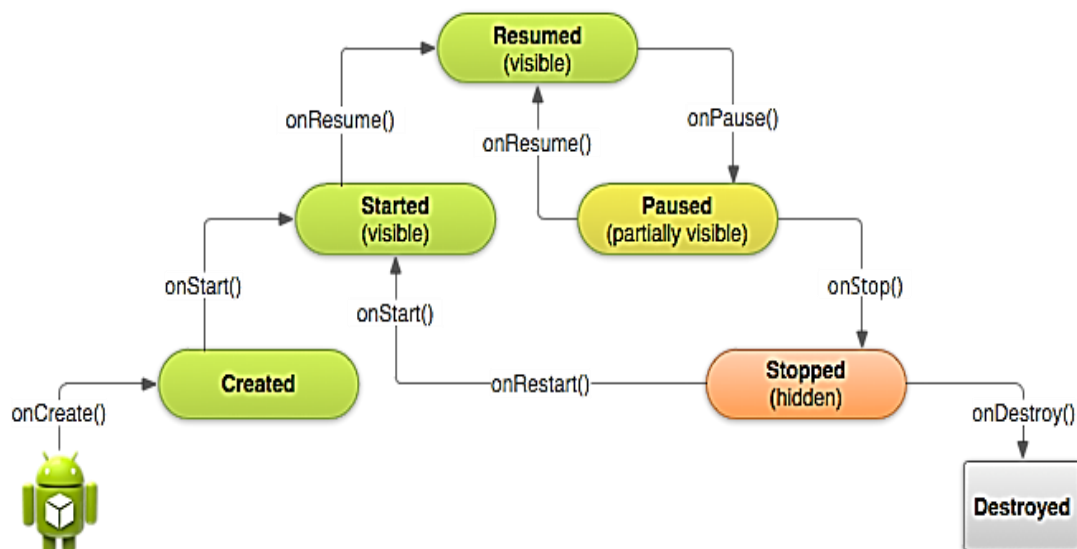 Resumed
(visible)
onResume()
onResume()
onPause()
Started
(visible)
Paused
(partially visible)
onStart()
onStart()
onStop()
Created
onRestart()
Stopped
(hidden)
onCreate()
onDestroy()
Destroyed